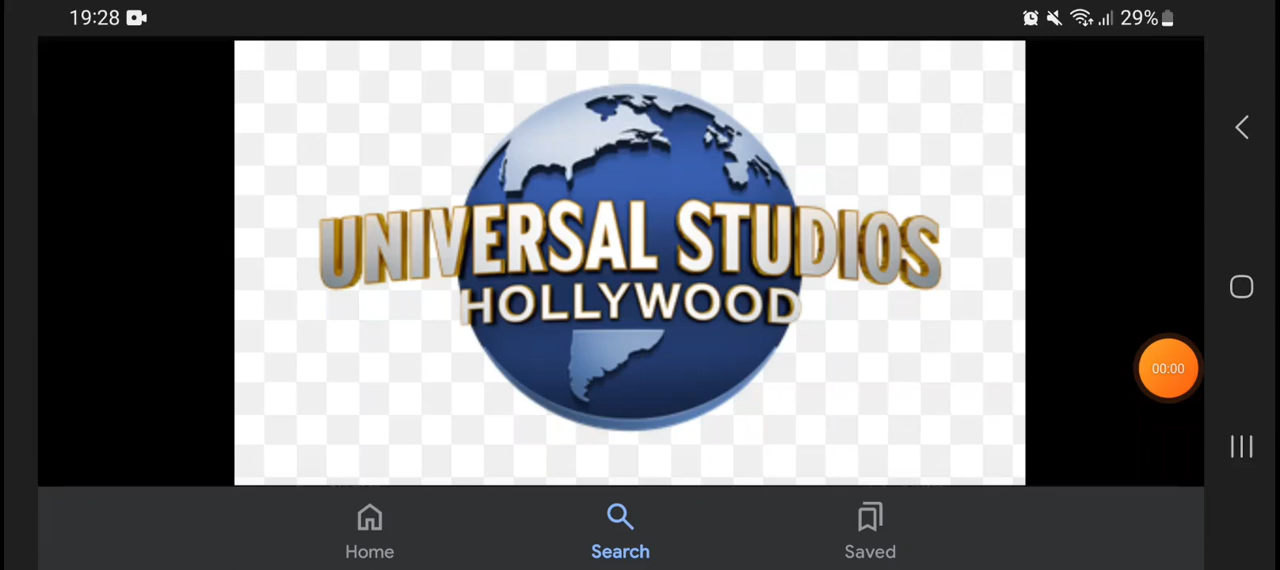 19:28 29%
UNIVERSAL STUDIOS
HOLLYWOOD
00:00
Home Search Saved